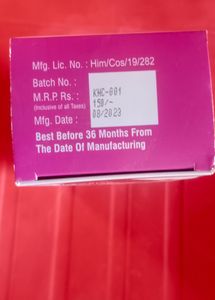 Mfg. Lic. No. : Him/Cos/19/282
Batch No. : KHC-001
M.R.P. Rs. : 150/-
(Inclusive of all Taxes)
Mfg. Date : 08/2023
Best Before 36 Months From
The Date Of Manufacturing